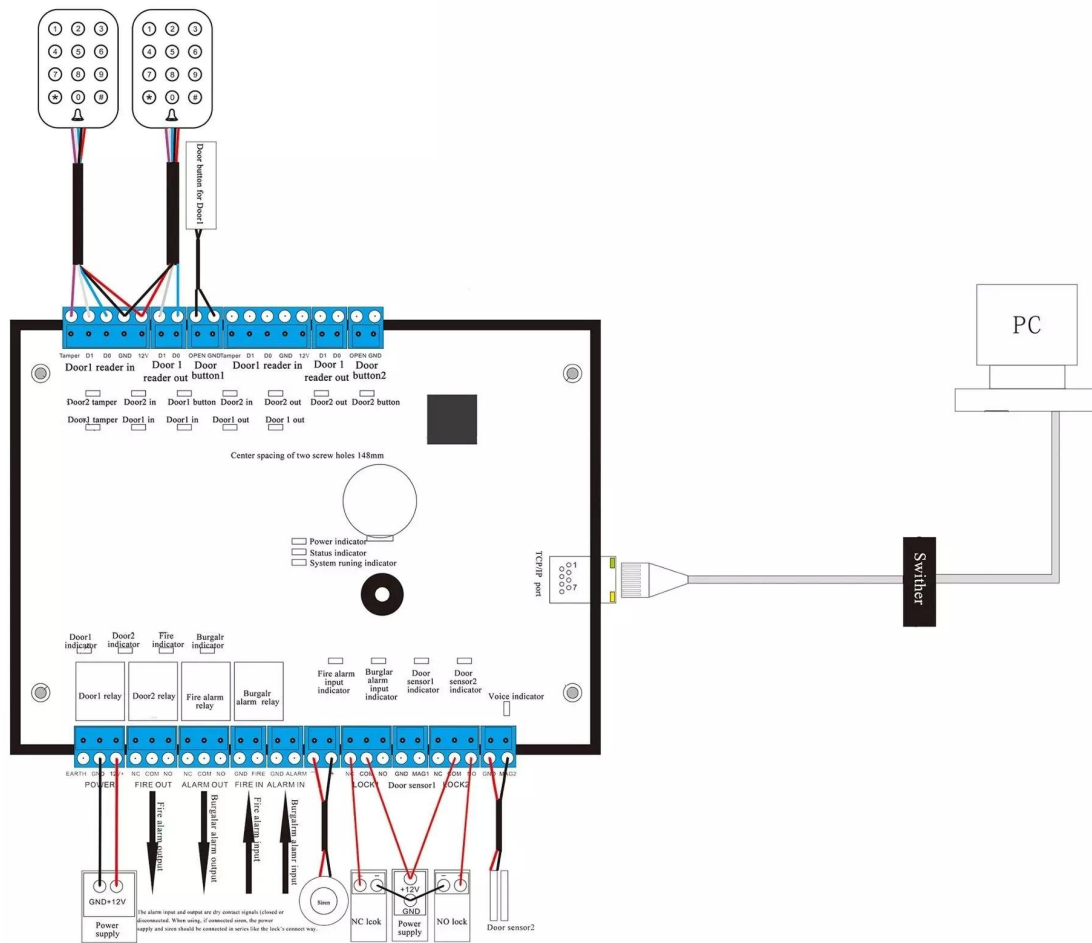 1 2 3
4 5 6
7 8 9
* 0 #
1 2 3
4 5 6
7 8 9
* 0 #
Door button for Door1
Tamper D1 D0 GND 12V D1 D0 OPEN GND Tamper D1 D0 GND 12V D1 D0 OPEN GND
Door1 reader in
Door 1
reader out
Door
button1
Door1 reader in
Door 1
reader out
Door
button2
Door2 tamper
Door2 in
Door1 button
Door2 in
Door2 out
Door2 out
Door2 button
Door1 tamper
Door1 in
Door1 in
Door1 out
Door 1 out
Center spacing of two screw holes 148mm
Power indicator
Status indicator
System runing indicator
TCP/IP port
1
7
Swither
PC
Door1
indicator
Door2
indicator
Fire
indicator
Burgalr
indicator
Door1 relay
Door2 relay
Fire alarm
relay
Burgalr
alarm relay
Fire alarm
input
indicator
Burglar
alarm input
indicator
Door
sensor1
indicator
Door
sensor2
indicator
Voice indicator
EARTH GND 12V+ NC COM NO NC COM NO GND FIRE GND ALARM - + NC COM NO GND MAG1 NC COM NO GND MAG2
POWER FIRE OUT ALARM OUT FIRE IN ALARM IN LOCK1 Door sensor1 LOCK2
Fire alarm output
Burgalar alarm output
Fire alarm input
Burgalrm alamr input
GND+12V
Power
supply
The alarm input and output are dry contact signals (closed or
disconnected. When using, if connected siren, the power
supply and siren should be connected in series like the lock's connect way.
Siren
NC lcok
+12V
GND
Power
supply
NO lock
Door sensor2